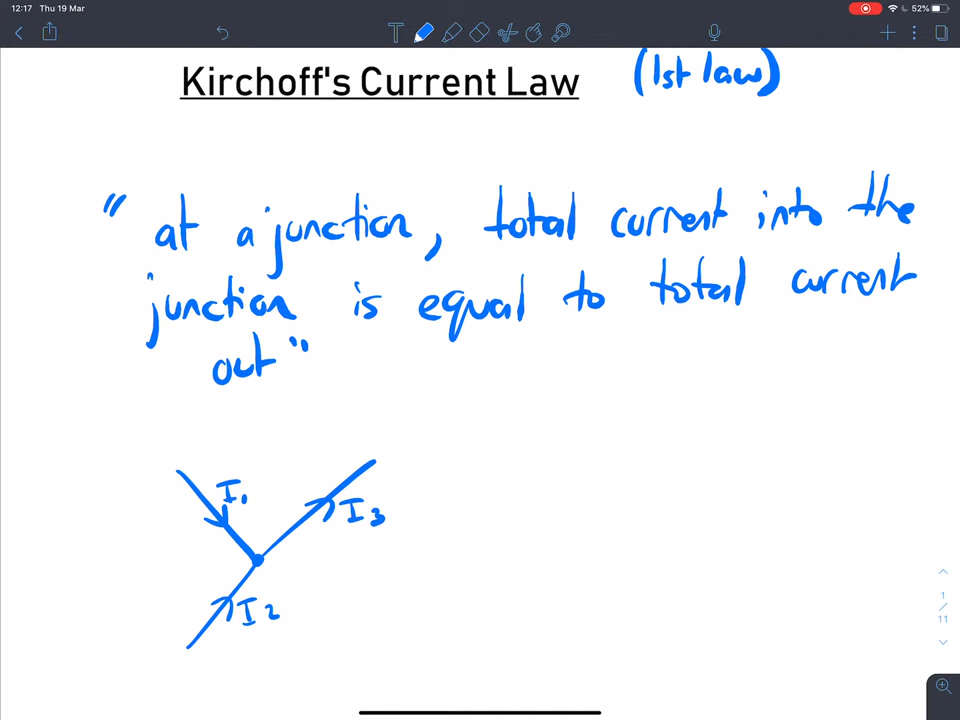 12:17 Thu 19 Mar
52%
T
Kirchoff's Current Law (1st law)
"at a junction, total current into the
junction is equal to total current
out"
I₁
I₃
I₂
1
/
11